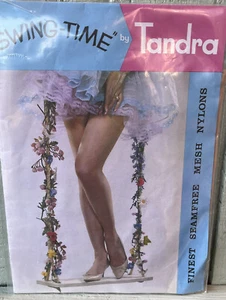 "SWING TIME" by
Tandra
FINEST SEAMFREE MESH NYLONS